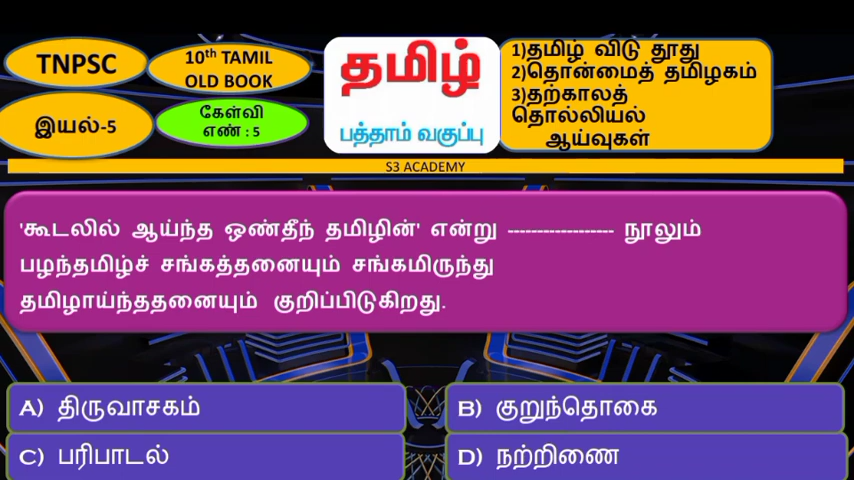 TNPSC
10th TAMIL
OLD BOOK
இயல்-5
கேள்வி
எண் : 5
தமிழ்
பத்தாம் வகுப்பு
1)தமிழ் விடு தூது
2)தொன்மைத் தமிழகம்
3)தற்காலத்
தொல்லியல்
ஆய்வுகள்
S3 ACADEMY
'கூடலில் ஆய்ந்த ஒண்தீந் தமிழின்' என்று ------------------ நூலும்
பழந்தமிழ்ச் சங்கத்தனையும் சங்கமிருந்து
தமிழாய்ந்ததனையும் குறிப்பிடுகிறது.
A) திருவாசகம்
B) குறுந்தொகை
C) பரிபாடல்
D) நற்றிணை